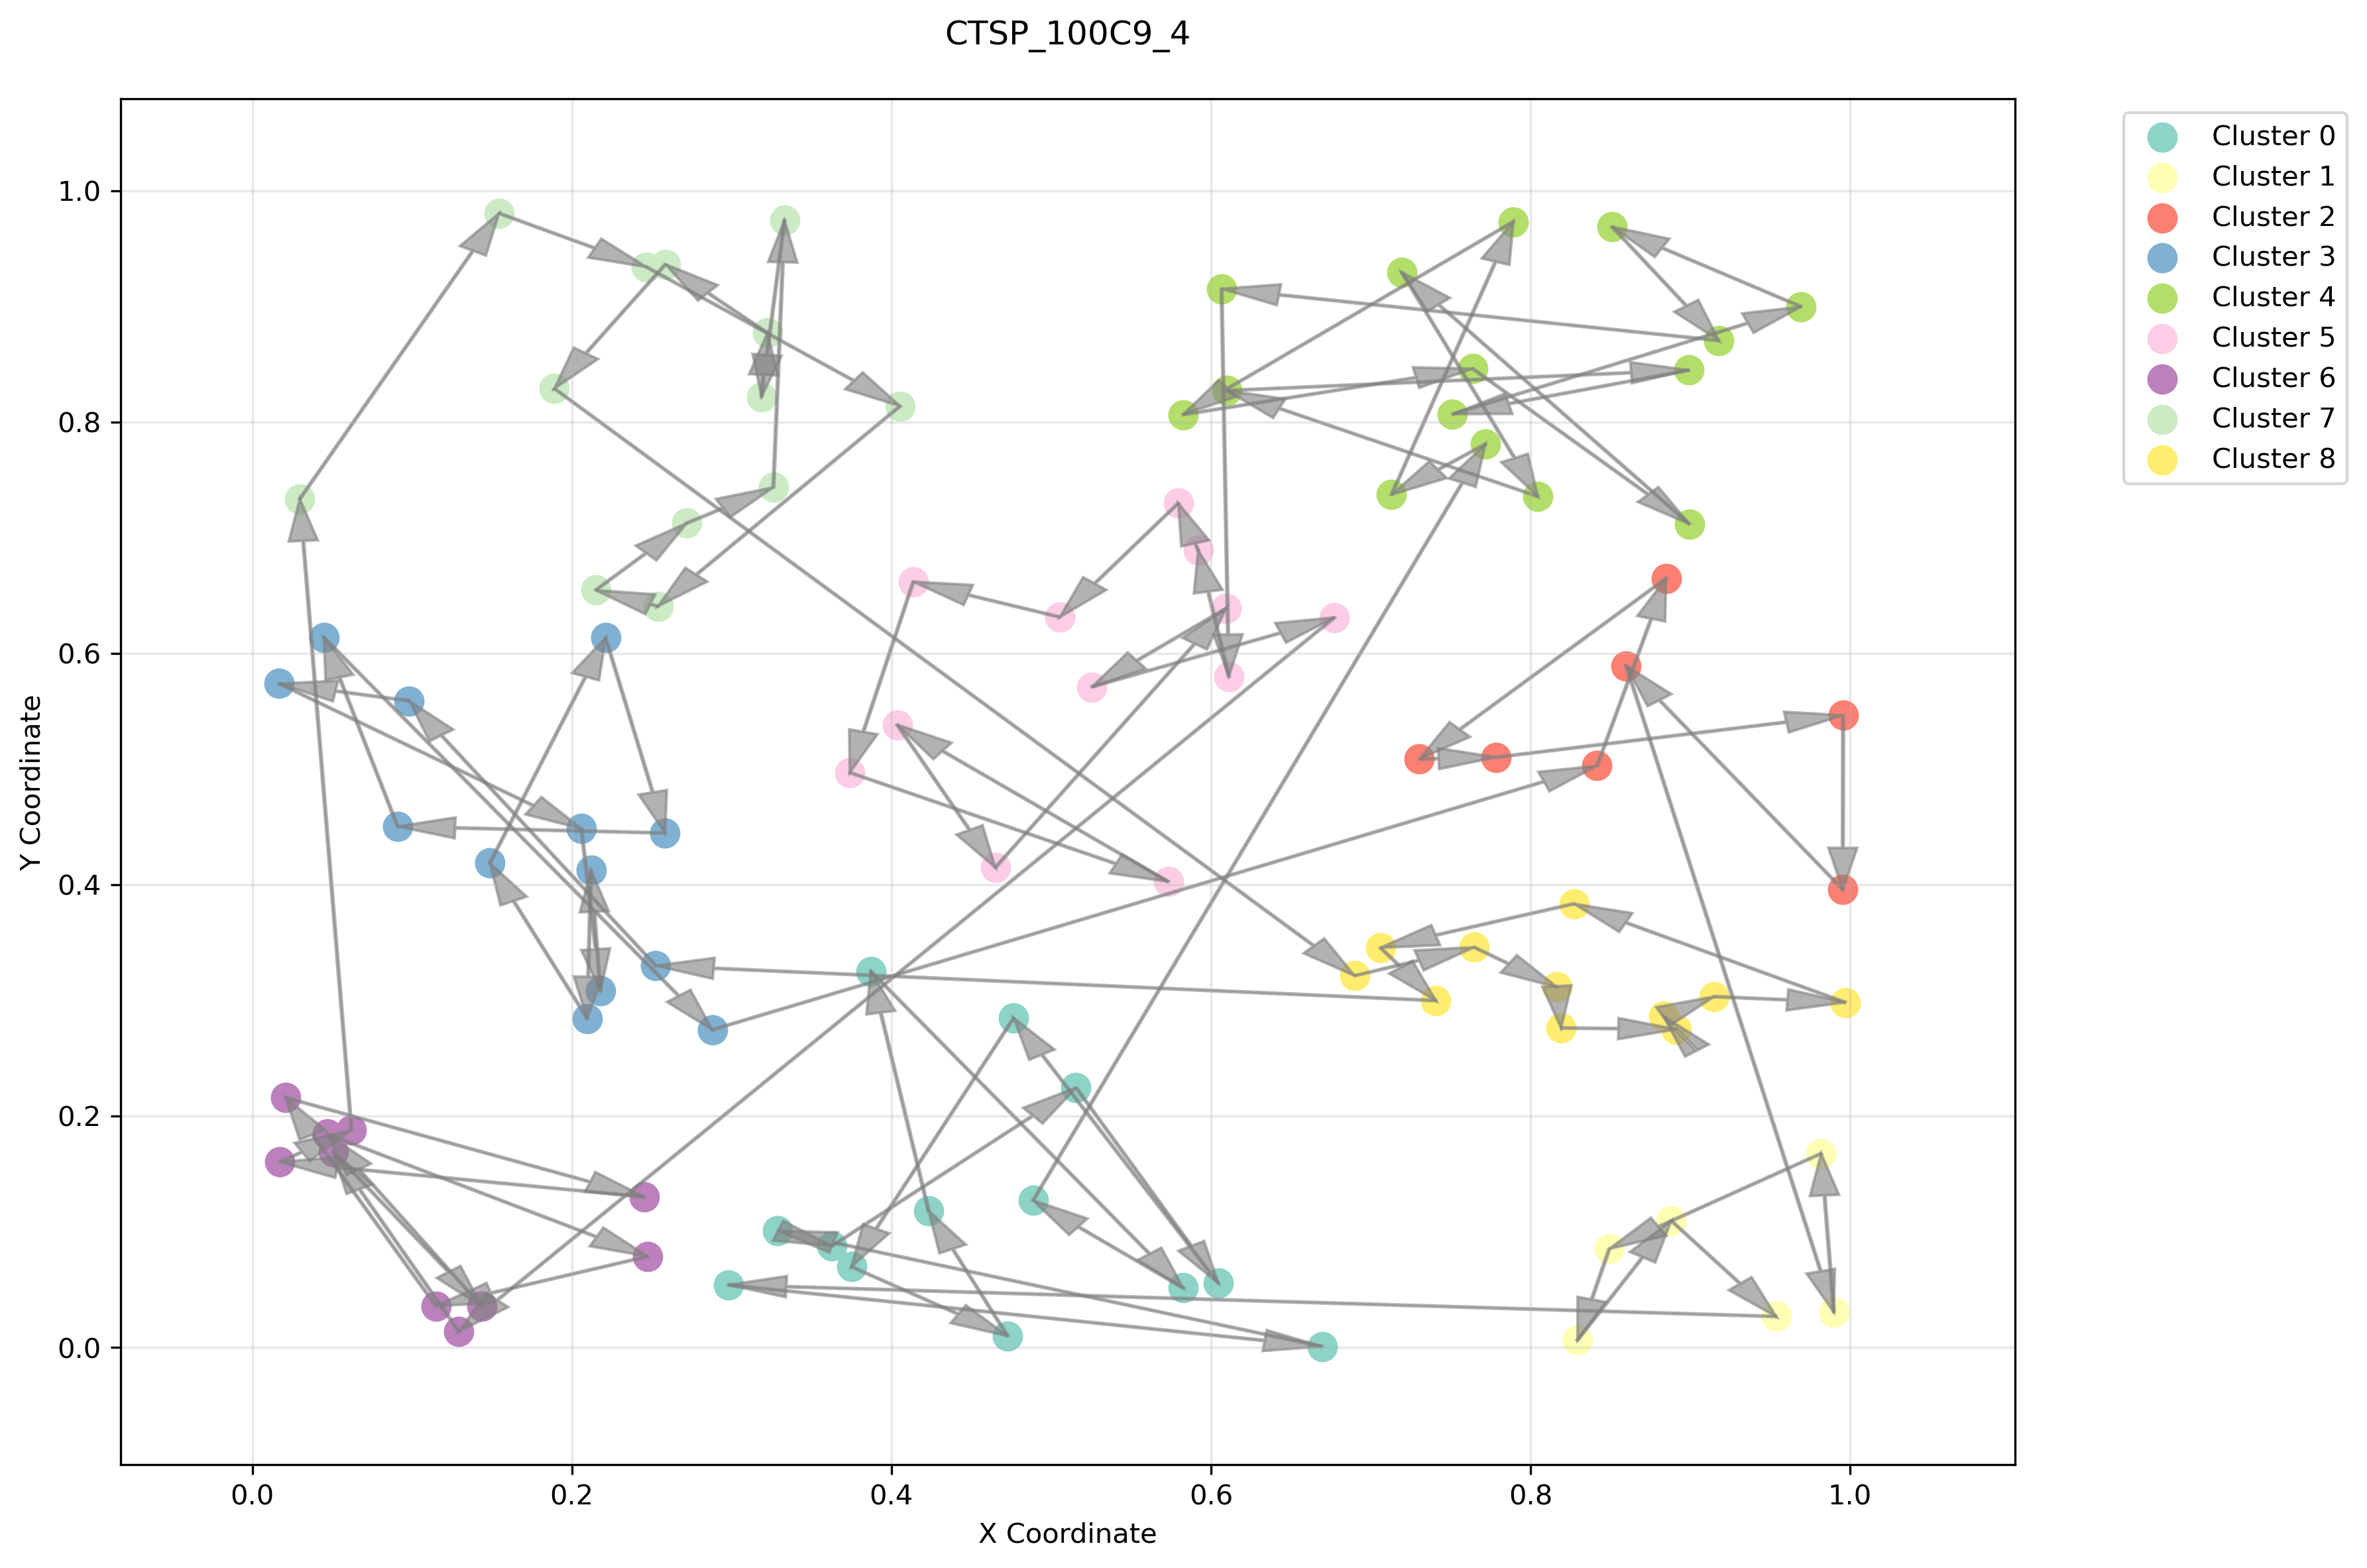 CTSP_100C9_4
Cluster 0
Cluster 1
Cluster 2
Cluster 3
Cluster 4
Cluster 5
Cluster 6
Cluster 7
Cluster 8
Y Coordinate
1.0
0.8
0.6
0.4
0.2
0.0
0.0 0.2 0.4 0.6 0.8 1.0
X Coordinate